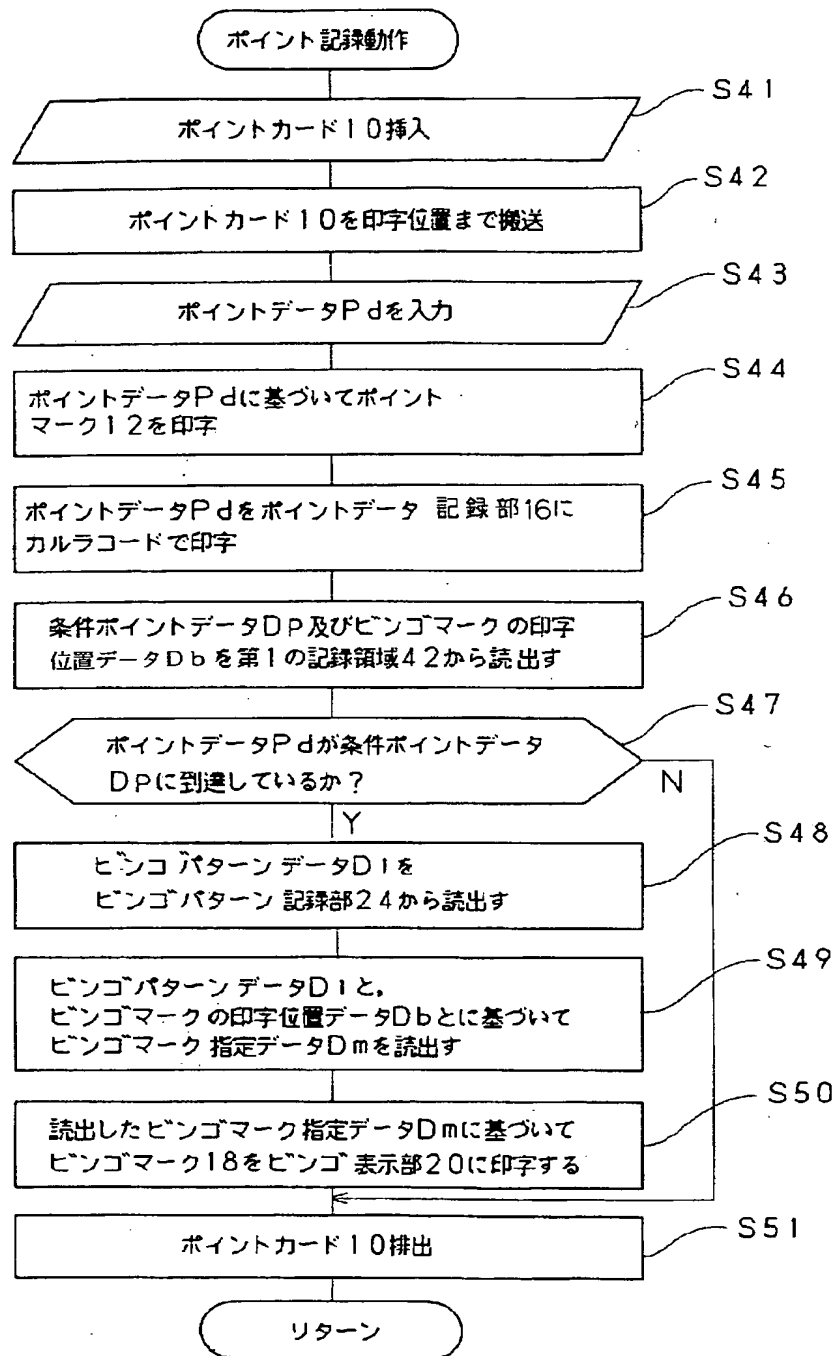 ポイント記録動作
S41
ポイントカード10挿入
S42
ポイントカード10を印字位置まで搬送
S43
ポイントデータPdを入力
S44
ポイントデータPdに基づいてポイント
マーク12を印字
S45
ポイントデータPdをポイントデータ 記録部16に
カルラコードで印字
S46
条件ポイントデータDp及びビンゴマークの印字
位置データDbを第1の記録領域42から読出す
S47
ポイントデータPdが条件ポイントデータ
Dpに到達しているか?
N
Y
S48
ビンゴパターンデータDiを
ビンゴパターン記録部24から読出す
S49
ビンゴパターンデータDiと,
ビンゴマークの印字位置データDbとに基づいて
ビンゴマーク指定データDmを読出す
S50
読出したビンゴマーク指定データDmに基づいて
ビンゴマーク18をビンゴ表示部20に印字する
S51
ポイントカード10排出
リターン